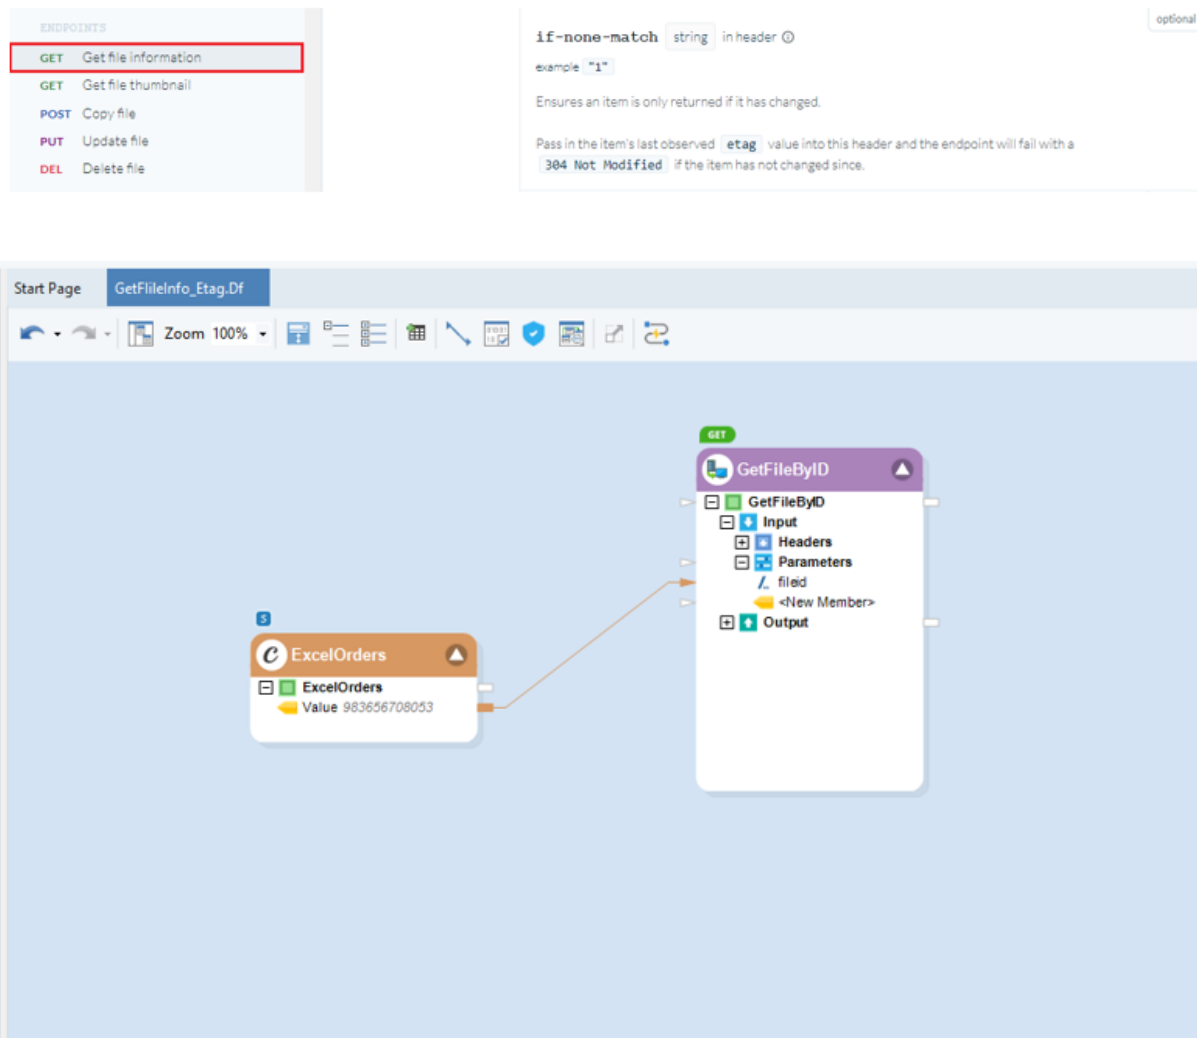 ENDPOINTS
GET Get file information
GET Get file thumbnail
POST Copy file
PUT Update file
DEL Delete file
optional
if-none-match string in header
example "1"
Ensures an item is only returned if it has changed.
Pass in the item's last observed etag value into this header and the endpoint will fail with a
304 Not Modified if the item has not changed since.
Start Page GetFlileInfo_Etag.Df
Zoom 100%
GET
GetFileByID
GetFileByID
Input
Headers
Parameters
fileid
<New Member>
Output
S
C ExcelOrders
ExcelOrders
Value 983656708053